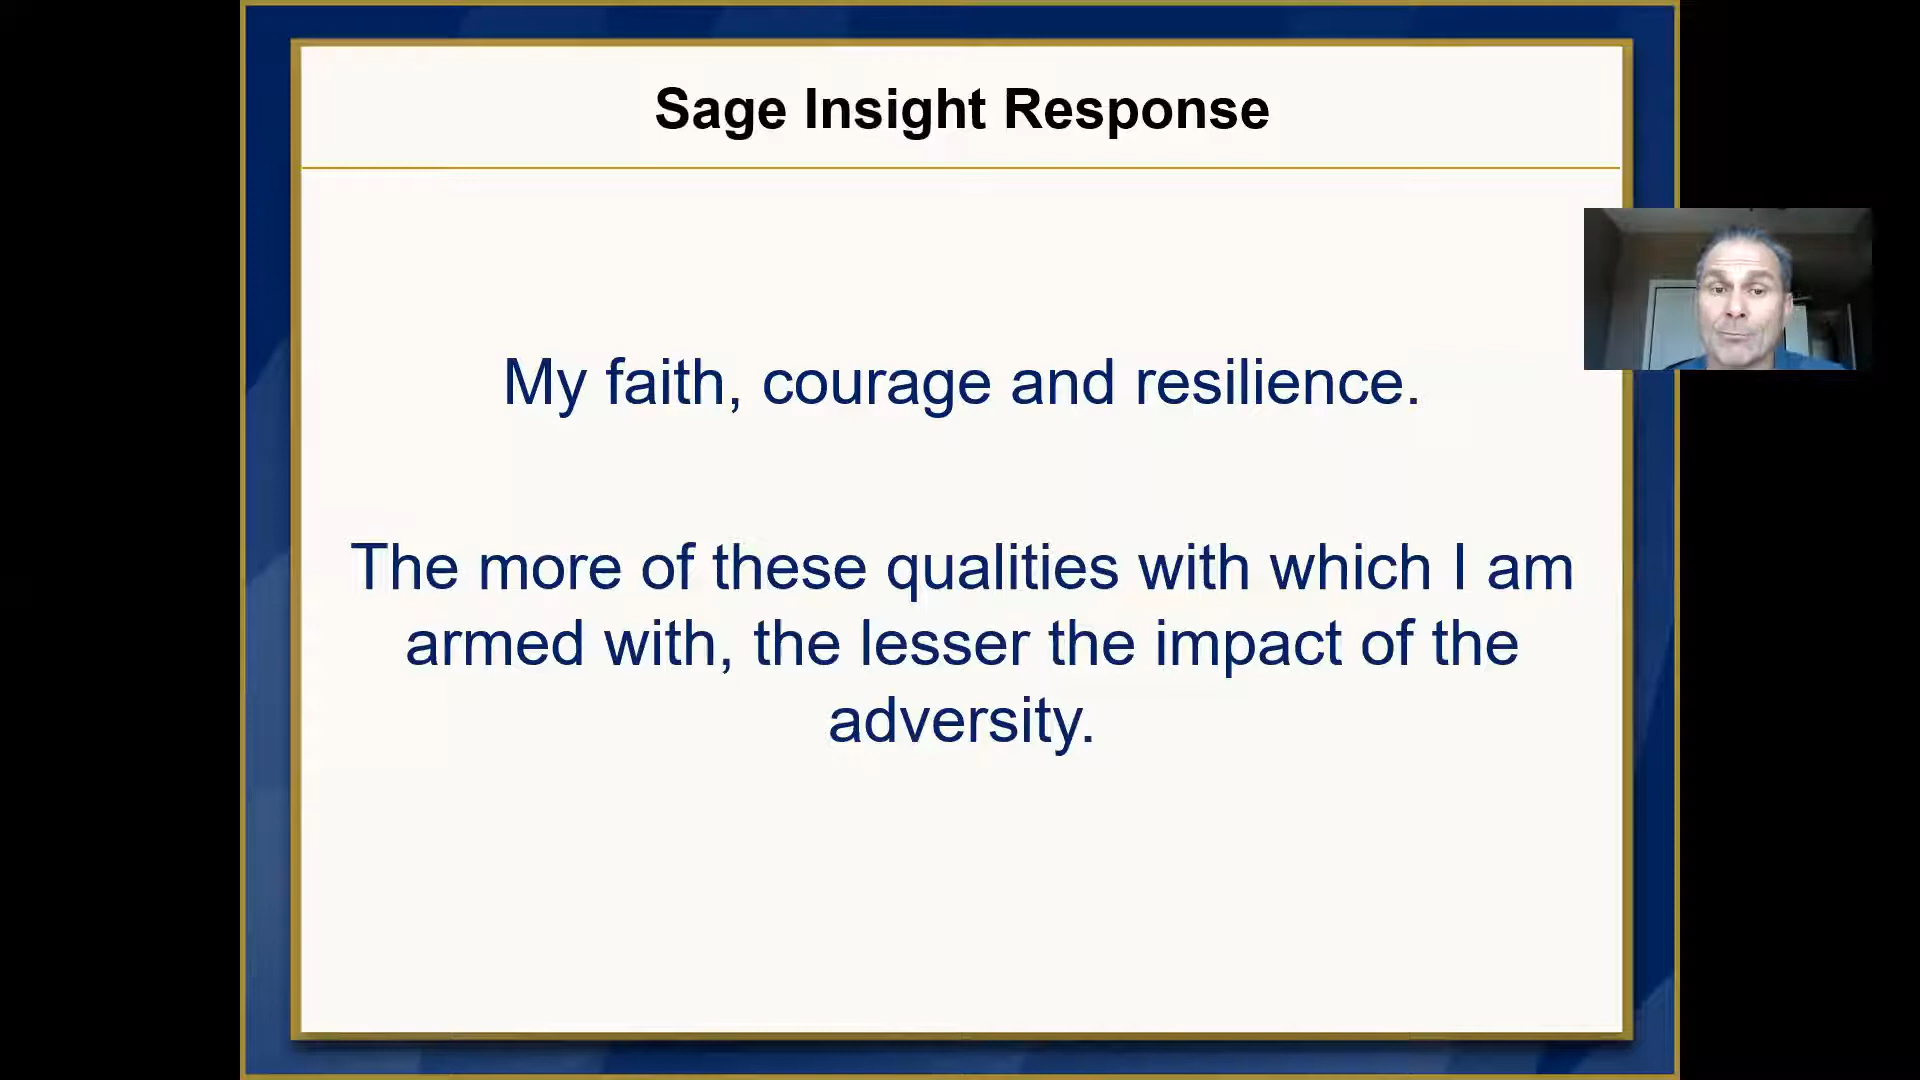 Sage Insight Response
My faith, courage and resilience.
The more of these qualities with which I am
armed with, the lesser the impact of the
adversity.